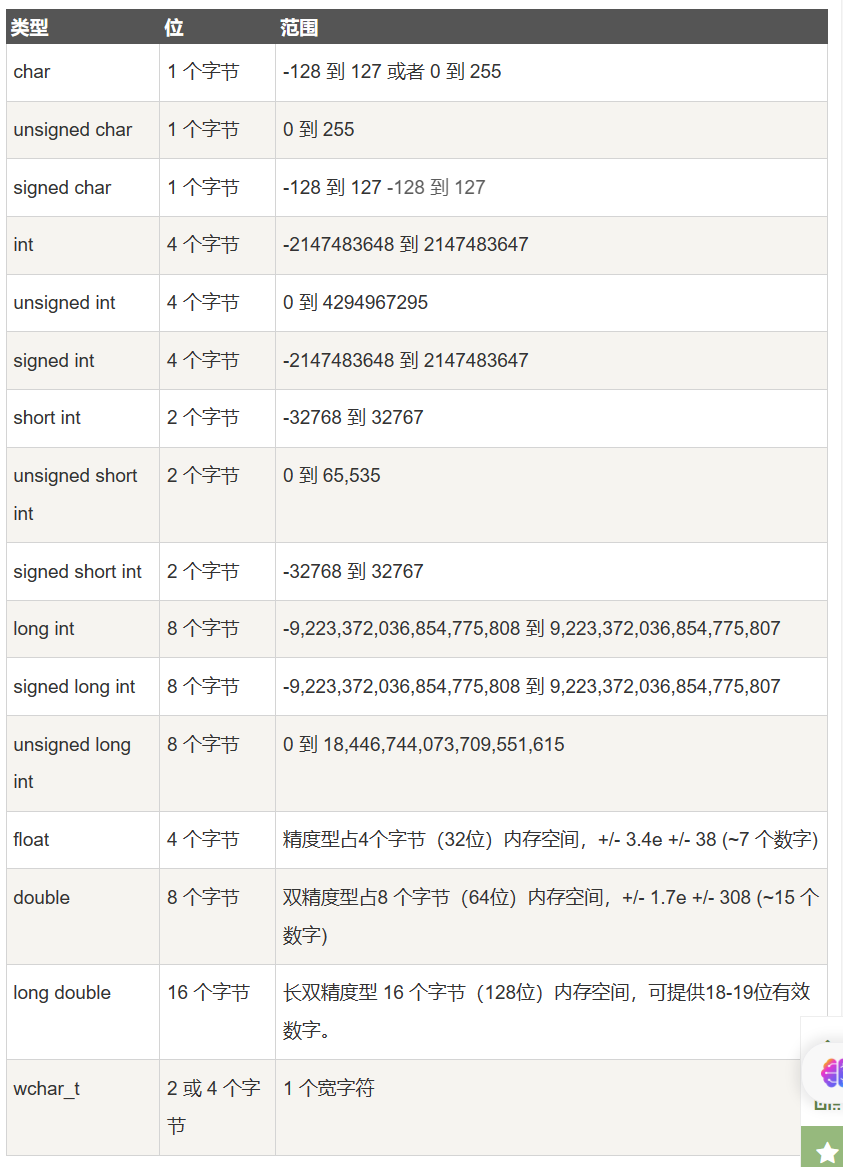 类型 位 范围
char 1 个字节 -128 到 127 或者 0 到 255
unsigned char 1 个字节 0 到 255
signed char 1 个字节 -128 到 127 -128 到 127
int 4 个字节 -2147483648 到 2147483647
unsigned int 4 个字节 0 到 4294967295
signed int 4 个字节 -2147483648 到 2147483647
short int 2 个字节 -32768 到 32767
unsigned short 2 个字节 0 到 65,535
int
signed short int 2 个字节 -32768 到 32767
long int 8 个字节 -9,223,372,036,854,775,808 到 9,223,372,036,854,775,807
signed long int 8 个字节 -9,223,372,036,854,775,808 到 9,223,372,036,854,775,807
unsigned long 8 个字节 0 到 18,446,744,073,709,551,615
int
float 4 个字节 精度型占4个字节（32位）内存空间，+/- 3.4e +/- 38 (~7 个数字)
double 8 个字节 双精度型占8 个字节（64位）内存空间，+/- 1.7e +/- 308 (~15 个
数字)
long double 16 个字节 长双精度型 16 个字节（128位）内存空间，可提供18-19位有效
数字。
wchar_t 2 或 4 个字 1 个宽字符
节